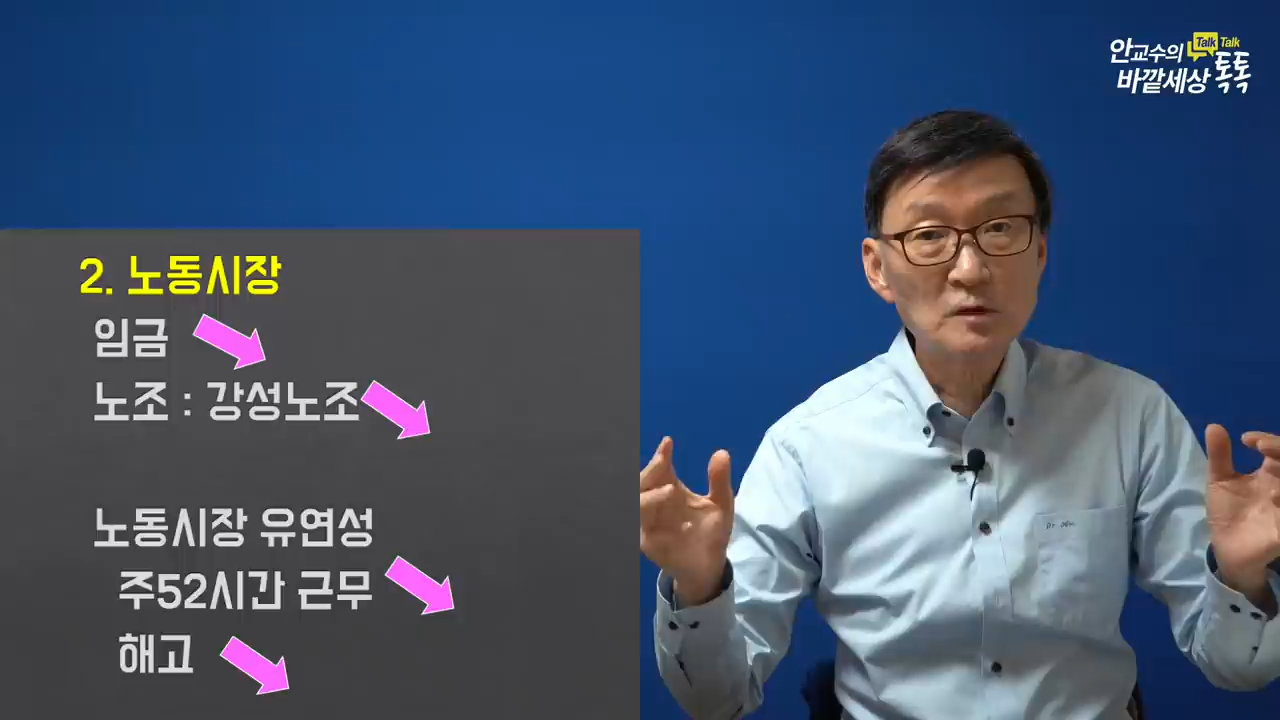 안교수의 Talk Talk
바깥세상 톡톡
2. 노동시장
임금
노조 : 강성노조
노동시장 유연성
주52시간 근무
해고